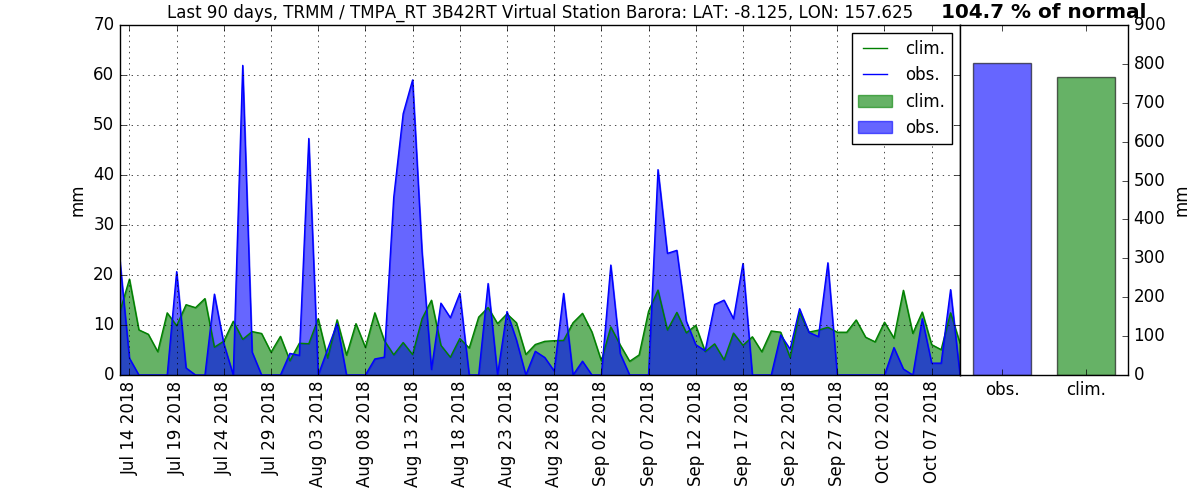 Last 90 days, TRMM / TMPA_RT 3B42RT Virtual Station Barora: LAT: -8.125, LON: 157.625
104.7 % of normal
70
60
50
40
30
20
10
0
mm
clim.
obs.
clim.
obs.
900
800
700
600
500
400
300
200
100
0
mm
Jul 14 2018
Jul 19 2018
Jul 24 2018
Jul 29 2018
Aug 03 2018
Aug 08 2018
Aug 13 2018
Aug 18 2018
Aug 23 2018
Aug 28 2018
Sep 02 2018
Sep 07 2018
Sep 12 2018
Sep 17 2018
Sep 22 2018
Sep 27 2018
Oct 02 2018
Oct 07 2018
obs.
clim.